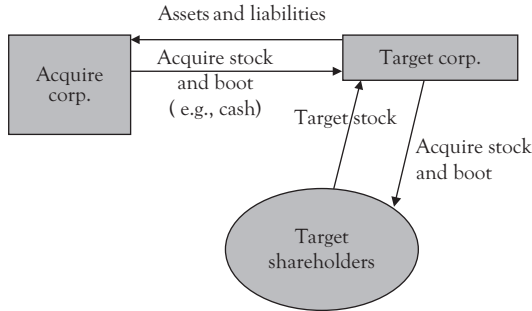 Assets and liabilities
Acquire
corp.
Acquire stock
and boot
( e.g., cash)
Target corp.
Target stock
Acquire stock
and boot
Target
shareholders